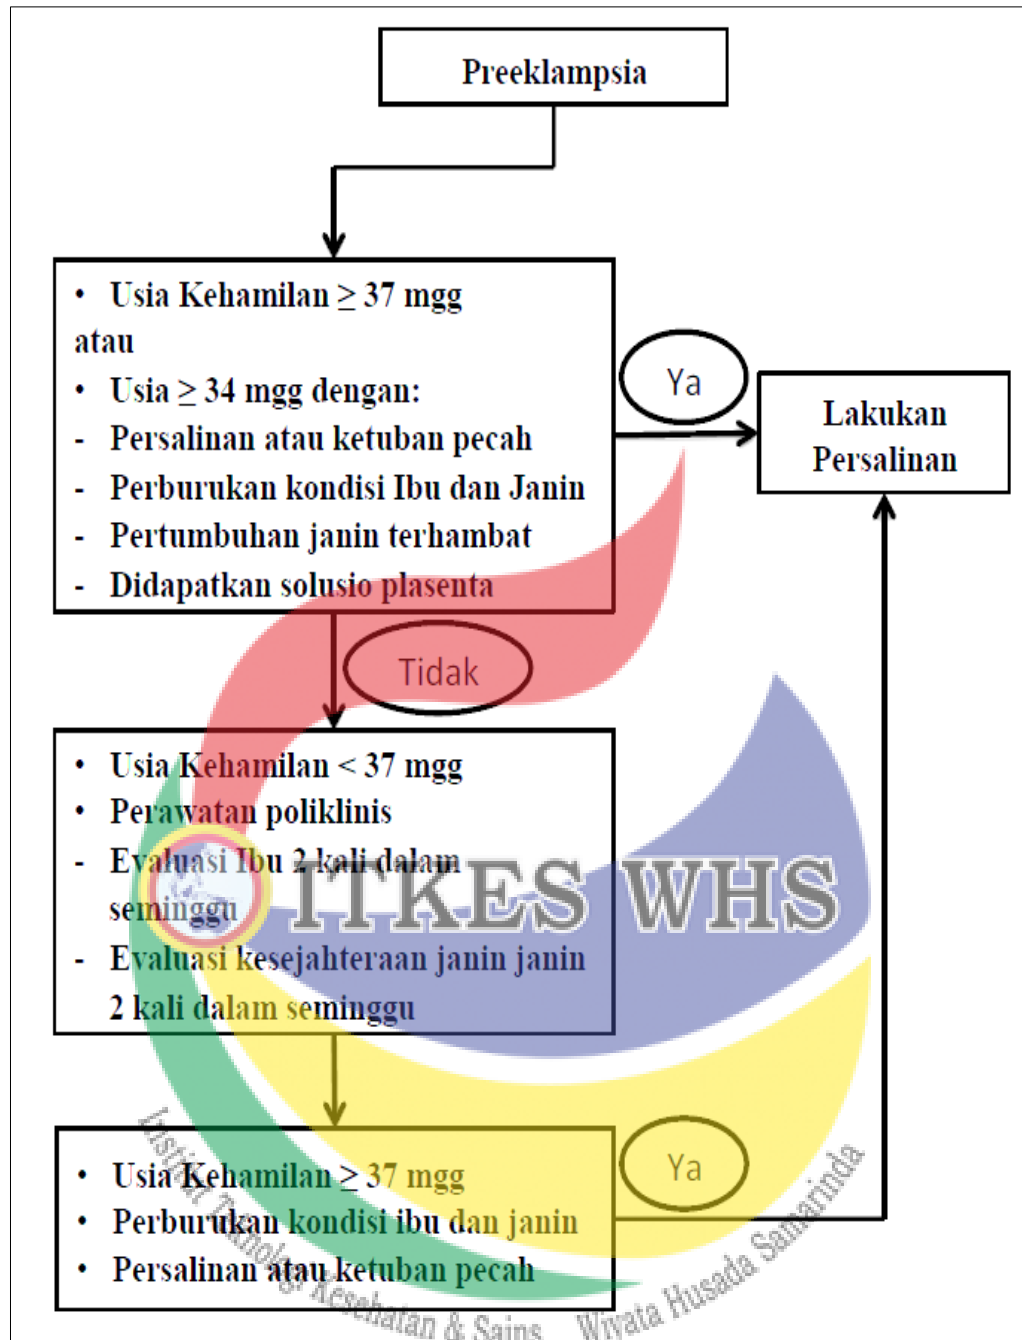 Preeklampsia
• Usia Kehamilan ≥ 37 mgg
atau
• Usia ≥ 34 mgg dengan:
- Persalinan atau ketuban pecah
- Perburukan kondisi Ibu dan Janin
- Pertumbuhan janin terhambat
- Didapatkan solusio plasenta
Ya
Lakukan
Persalinan
Tidak
• Usia Kehamilan < 37 mgg
• Perawatan poliklinis
- Evaluasi Ibu 2 kali dalam
seminggu
- Evaluasi kesejahteraan janin janin
2 kali dalam seminggu
ITKES WHS
• Usia Kehamilan ≥ 37 mgg
• Perburukan kondisi ibu dan janin
• Persalinan atau ketuban pecah
Ya
Institut Teknologi Kesehatan & Sains Wiyata Husada Samarinda